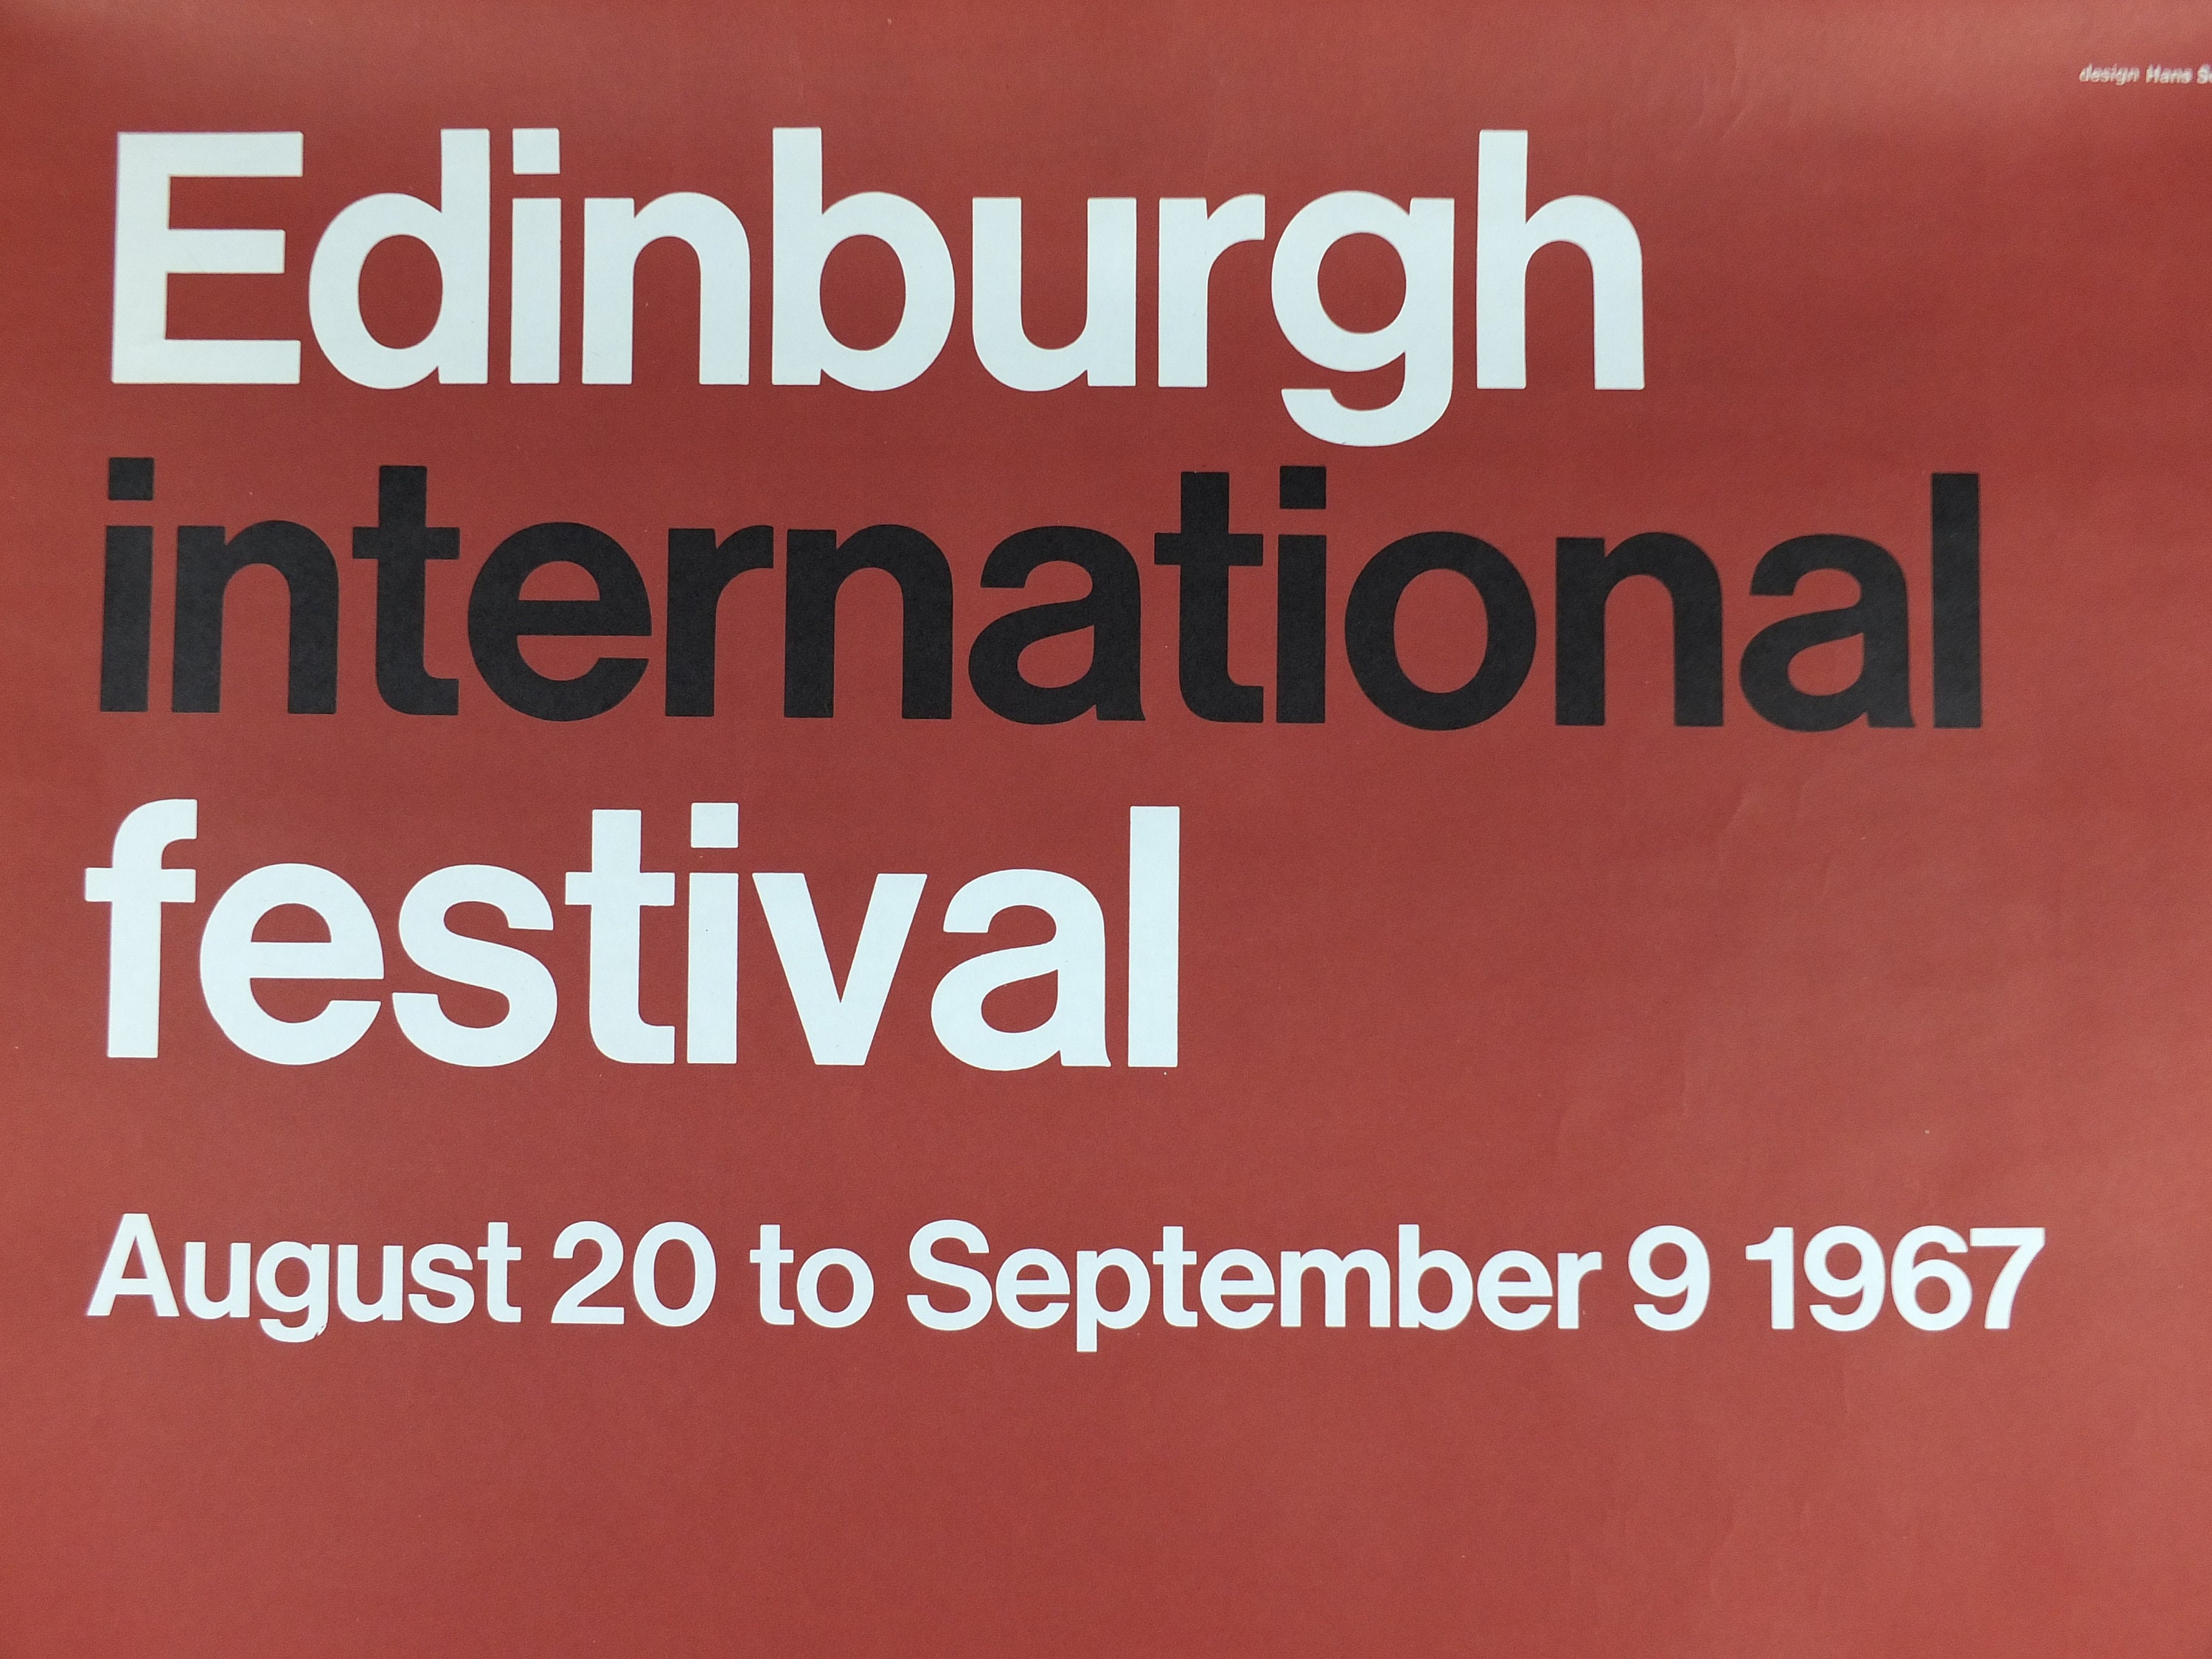 design Hans
Edinburgh
international
festival
August 20 to September 9 1967